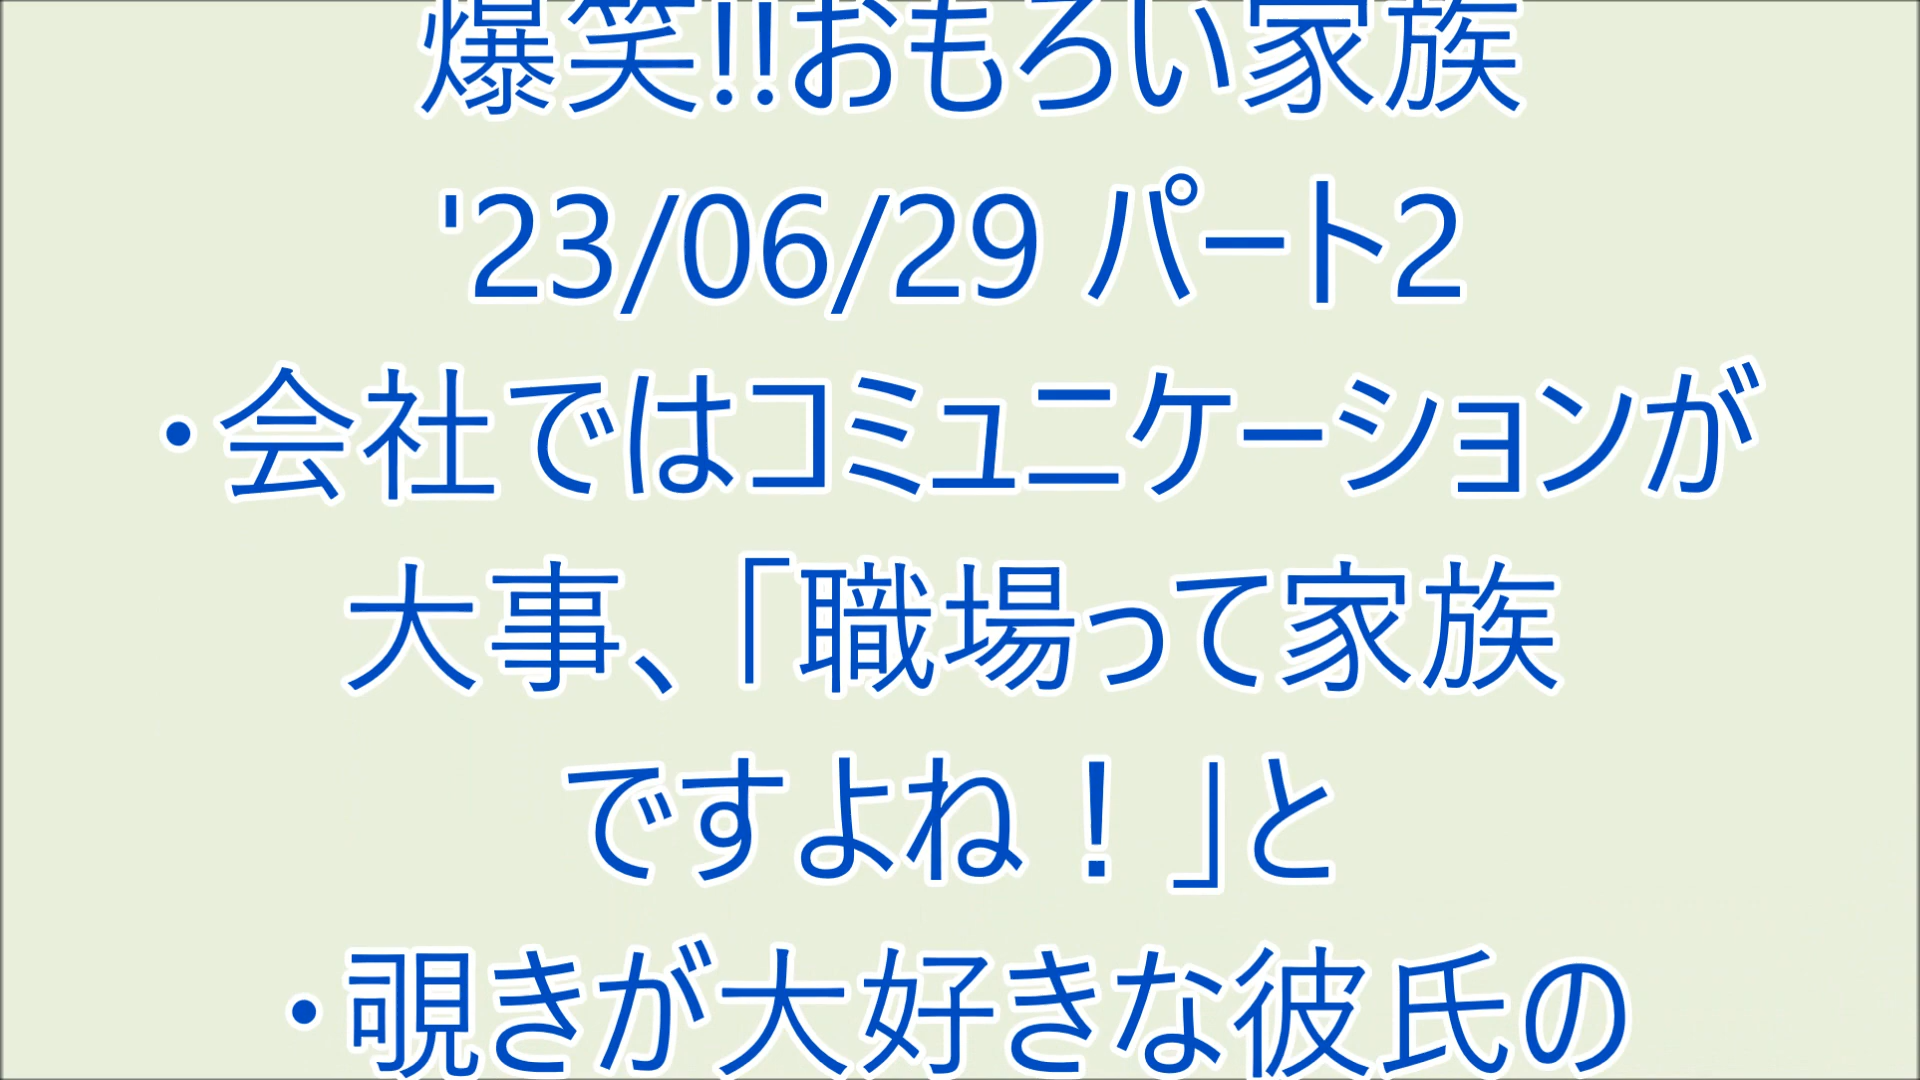 爆笑!!おもろい家族
'23/06/29 パート2
・会社ではコミュニケーションが
大事、「職場って家族
ですよね！」と
・覗きが大好きな彼氏の